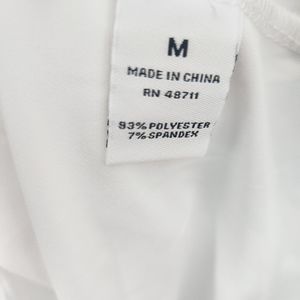 M
MADE IN CHINA
RN 48711
93% POLYESTER
7% SPANDEX